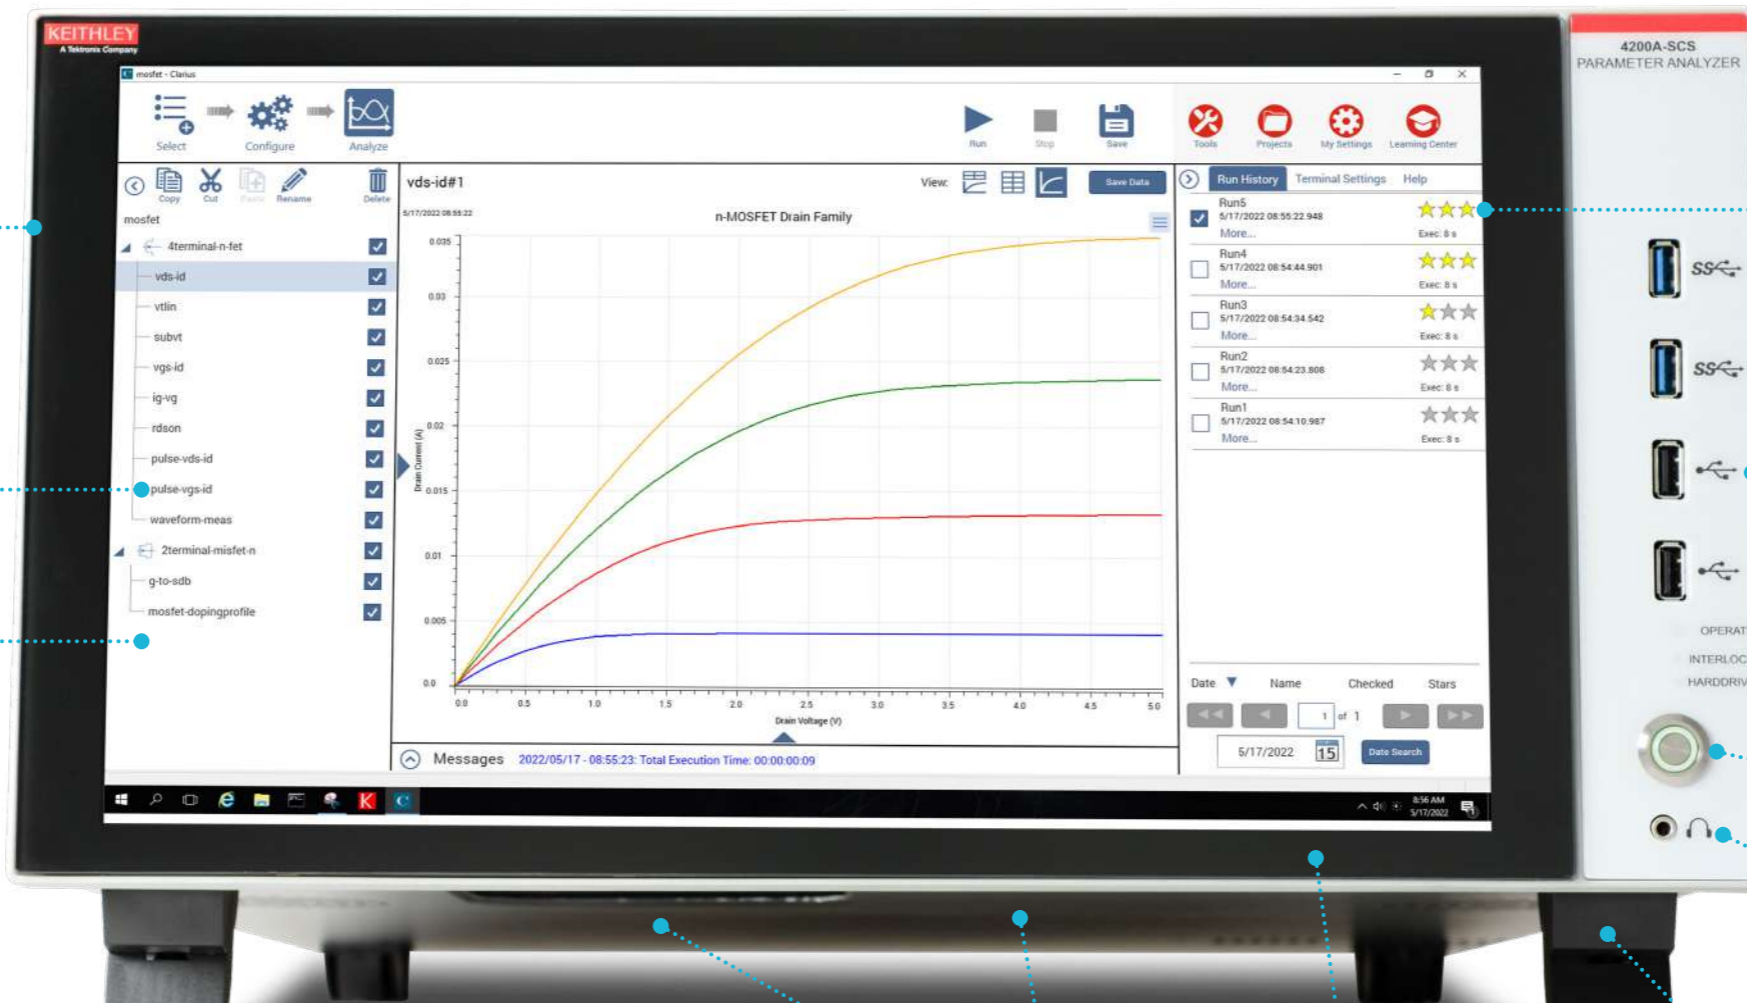 KEITHLEY
A Tektronix Company
4200A-SCS
PARAMETER ANALYZER
mosfet - Clarius
Select
Configure
Analyze
Run
Stop
Save
Tools
Projects
My Settings
Learning Center
Copy
Cut
Paste
Rename
Delete
mosfet
4terminal-n-fet
vds-id
vtlin
subvt
vgs-id
ig-vg
rdson
pulse-vds-id
pulse-vgs-id
waveform-meas
2terminal-misfet-n
g-to-sdb
mosfet-dopingprofile
vds-id#1
View:
Save Data
5/17/2022 08:55:22
n-MOSFET Drain Family
0.035
0.03
0.025
0.02
0.015
0.01
0.005
0.0
Drain Current (A)
0.0 0.5 1.0 1.5 2.0 2.5 3.0 3.5 4.0 4.5 5.0
Drain Voltage (V)
Messages 2022/05/17 - 08:55:23: Total Execution Time: 00:00:00:09
Run History Terminal Settings Help
Run5
5/17/2022 08:55:22.948
More... Exec: 8 s
Run4
5/17/2022 08:54:44.901
More... Exec: 8 s
Run3
5/17/2022 08:54:34.542
More... Exec: 8 s
Run2
5/17/2022 08:54:23.806
More... Exec: 8 s
Run1
5/17/2022 08:54:10.987
More... Exec: 8 s
Date Name Checked Stars
1 of 1
5/17/2022 15 Date Search
K
C
8:56 AM
5/17/2022
SS
SS
OPERAT
INTERLOC
HARDDRIV